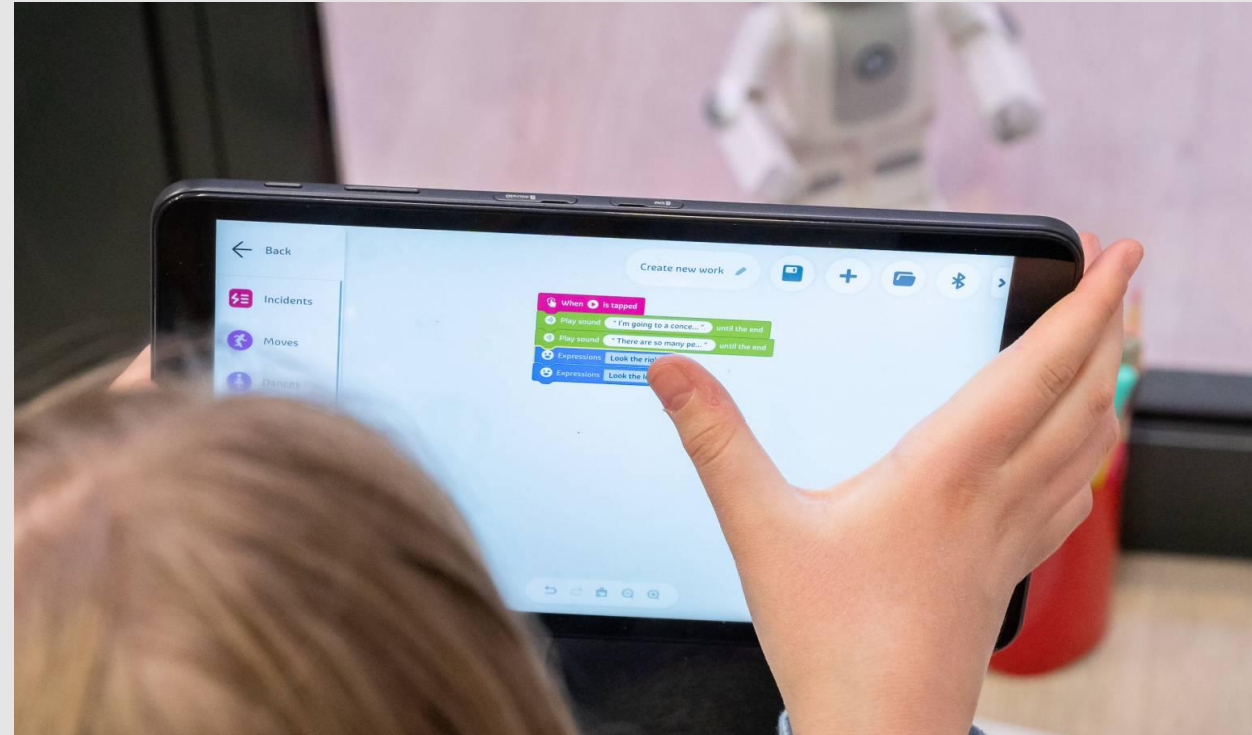 Back
Create new work
Incidents
Moves
Dances
When is tapped
Play sound "I'm going to a conce..." until the end
Play sound "There are so many pe..." until the end
Expressions Look the
Expressions Look the